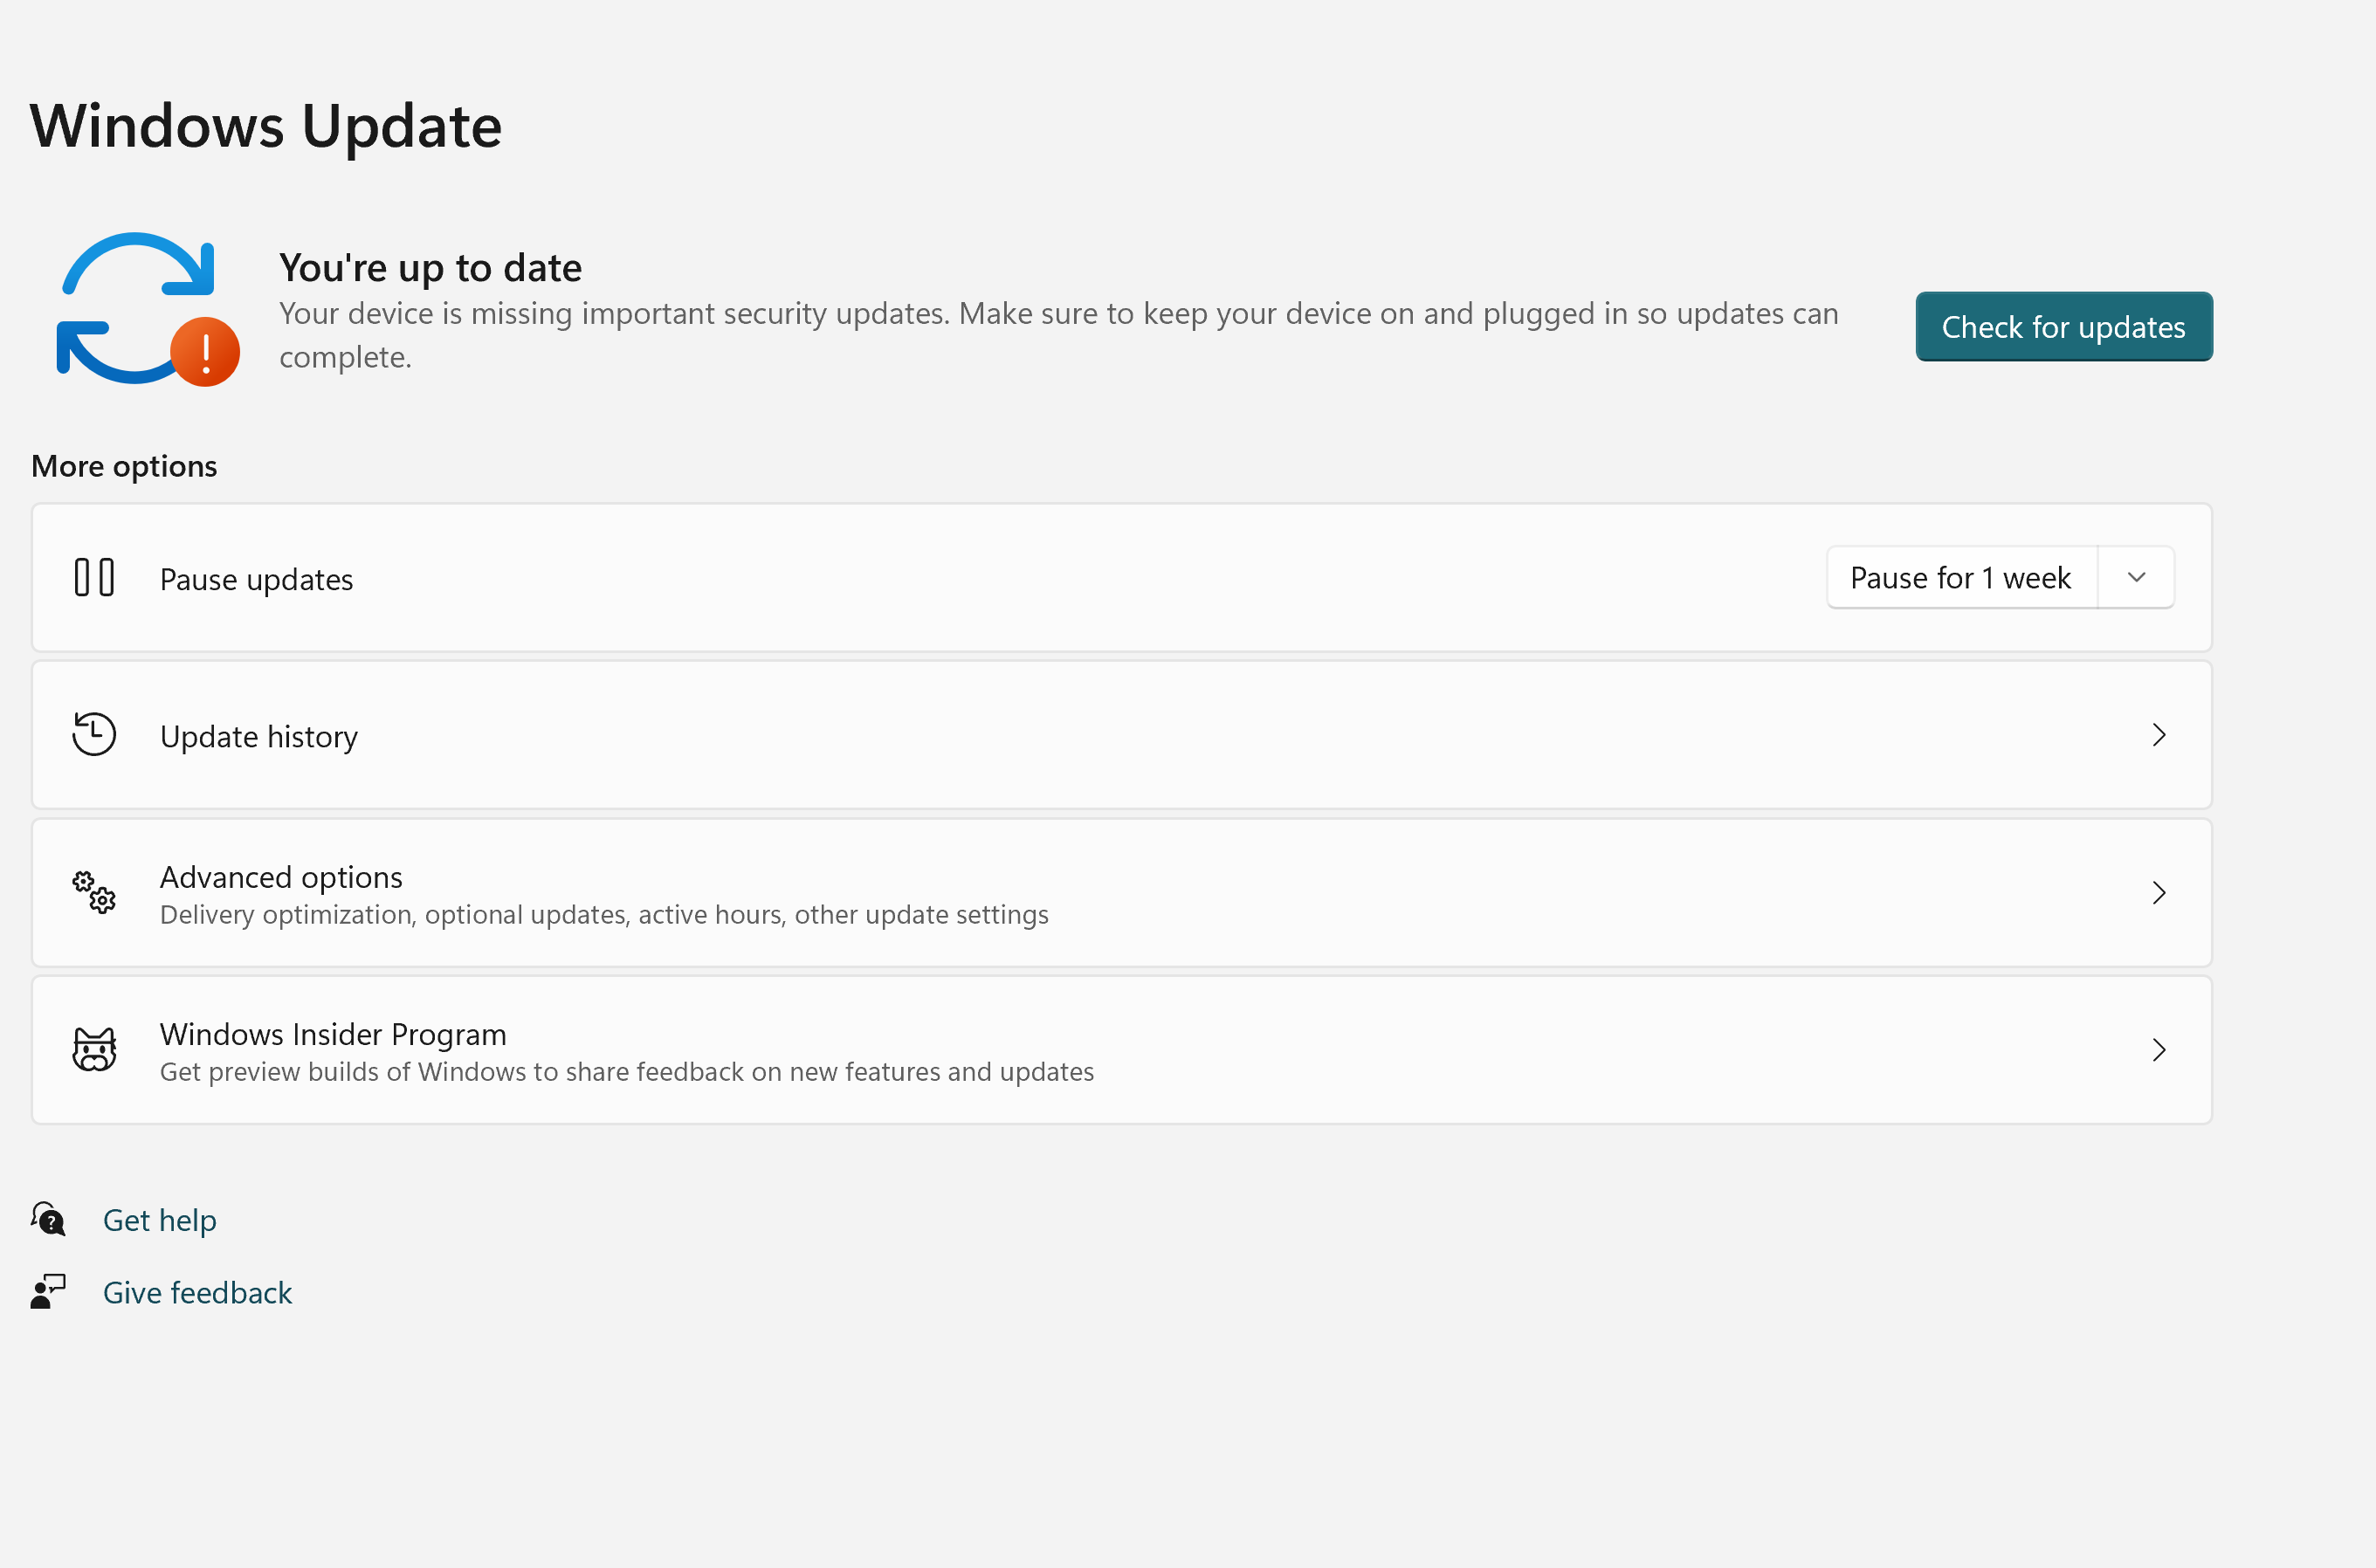 Windows Update
You're up to date
Your device is missing important security updates. Make sure to keep your device on and plugged in so updates can
complete.
Check for updates
More options
Pause updates
Pause for 1 week
Update history
Advanced options
Delivery optimization, optional updates, active hours, other update settings
Windows Insider Program
Get preview builds of Windows to share feedback on new features and updates
Get help
Give feedback